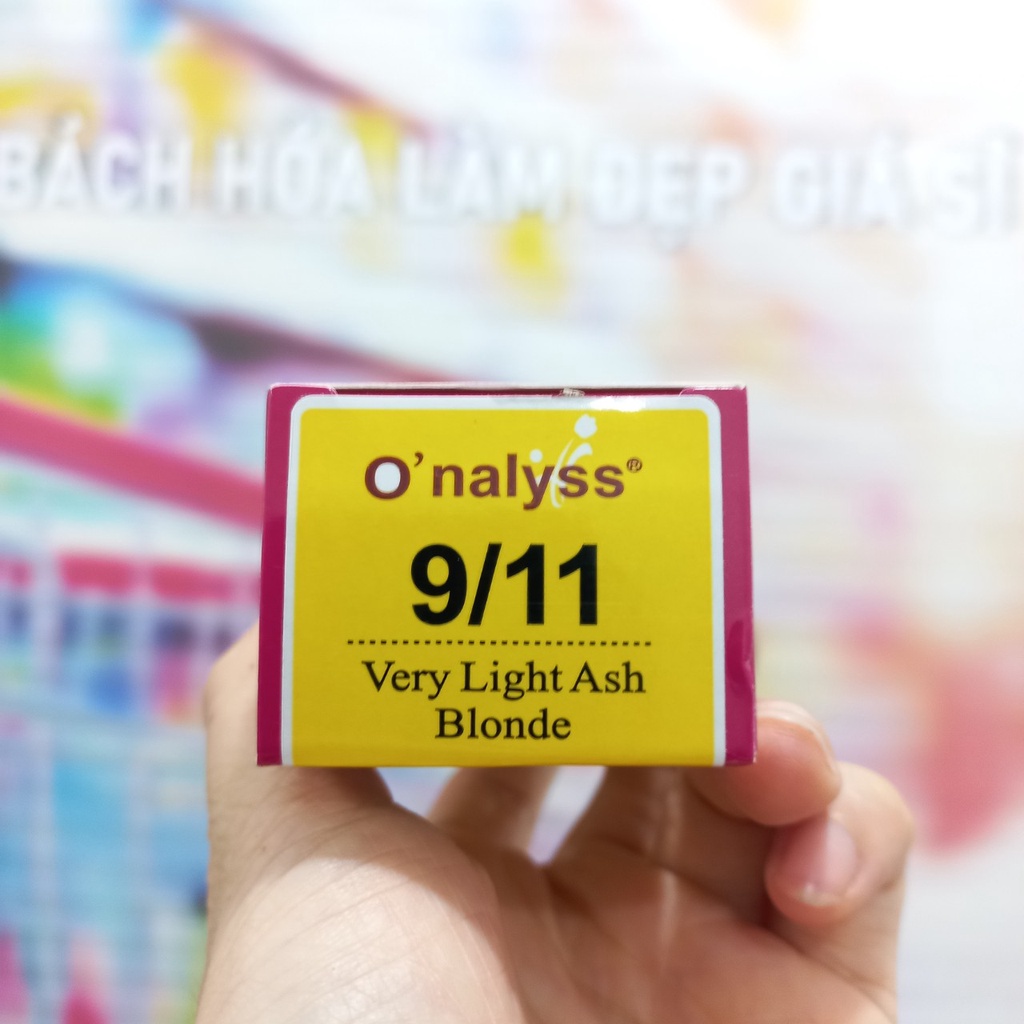 BÁCH HÓA LÀM ĐẸP GIÁ SỈ
O'nalyss®
9/11
Very Light Ash
Blonde